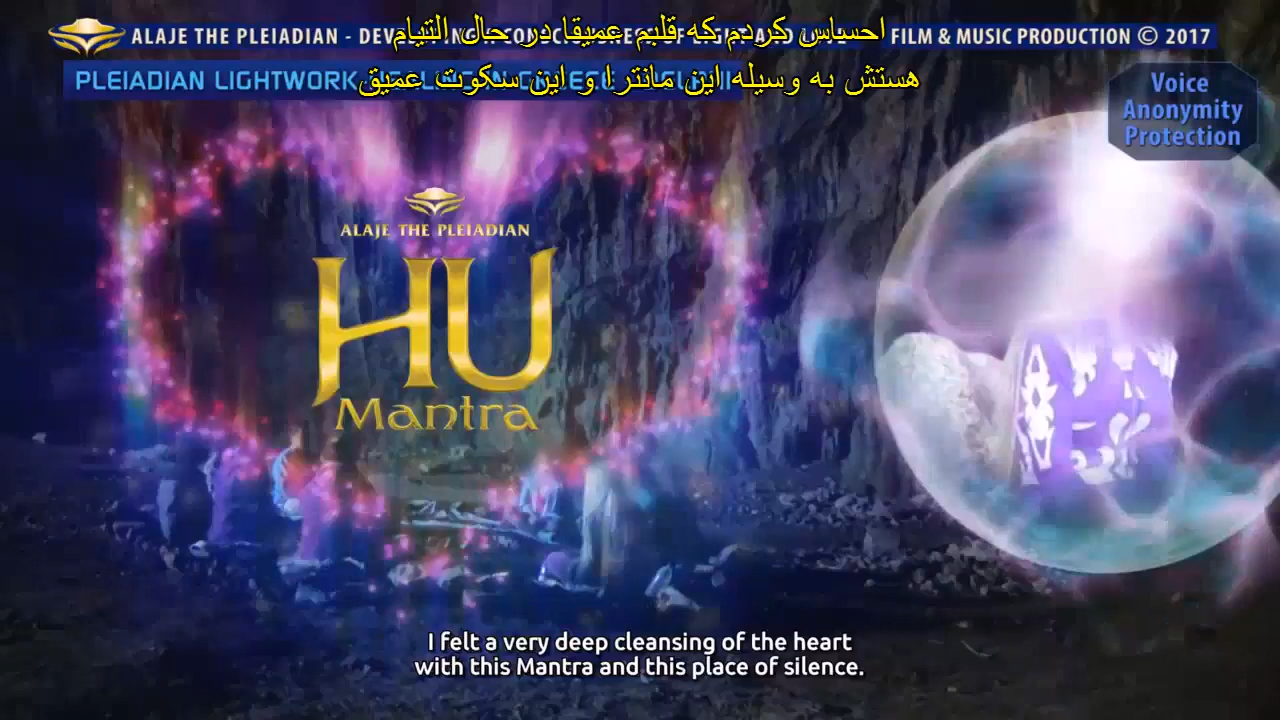 ALAJE THE PLEIADIAN - FILM & MUSIC PRODUCTION © 2017
احساس کردم که قلبم عمیقا در حال التیام
PLEIADIAN LIGHTWORK
هستش به وسیله این مانترا و این سکوت عمیق
Voice
Anonymity
Protection
ALAJE THE PLEIADIAN
HU
Mantra
I felt a very deep cleansing of the heart
with this Mantra and this place of silence.